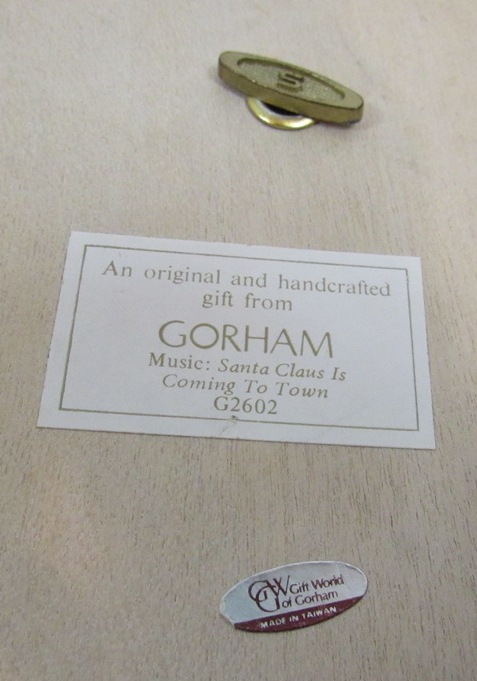 An original and handcrafted
gift from
GORHAM
Music: Santa Claus Is
Coming To Town
G2602
GW Gift World
of Gorham
MADE IN TAIWAN